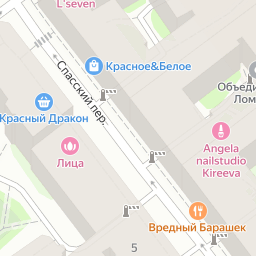 L'seven
Красное&Белое
Спасский пер.
Объеди
Лом
Красный Дракон
Лица
Angela
nailstudio
Kireeva
Вредный Барашек
5